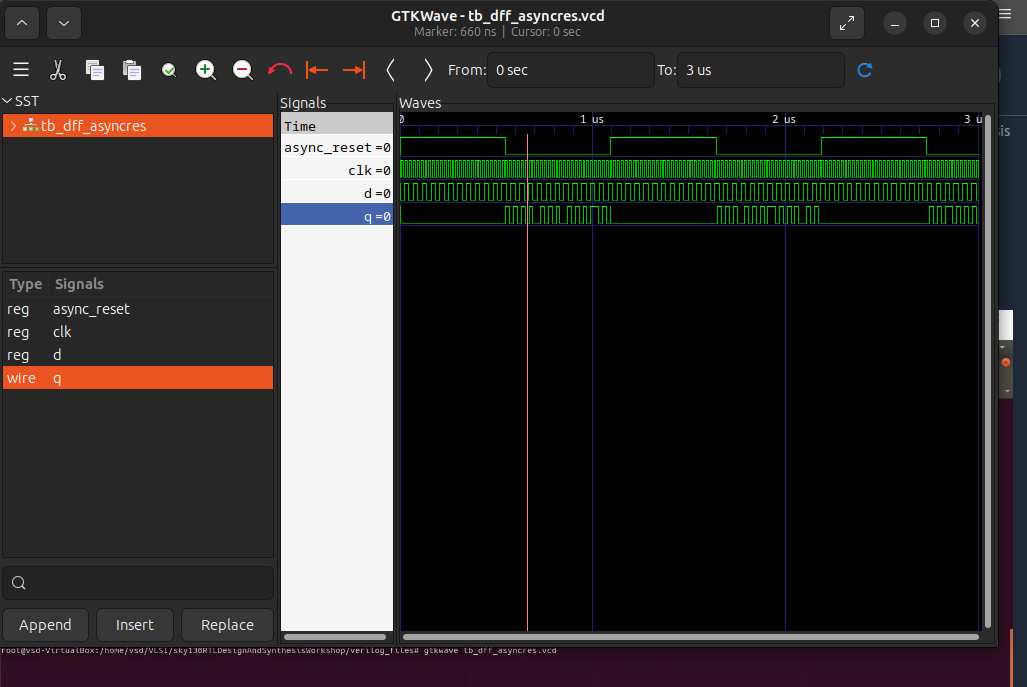 GTKWave - tb_dff_asyncres.vcd
Marker: 660 ns | Cursor: 0 sec
From: 0 sec To: 3 us
SST
tb_dff_asyncres
Type Signals
reg async_reset
reg clk
reg d
wire q
Append Insert Replace
Signals
Time
async_reset =0
clk =0
d =0
q =0
Waves
0 1 us 2 us 3 u
sis
root@vsd-VirtualBox:/home/vsd/VLSI/sky130RTLDesignAndSynthesisWorkshop/verilog_files# gtkwave tb_dff_asyncres.vcd